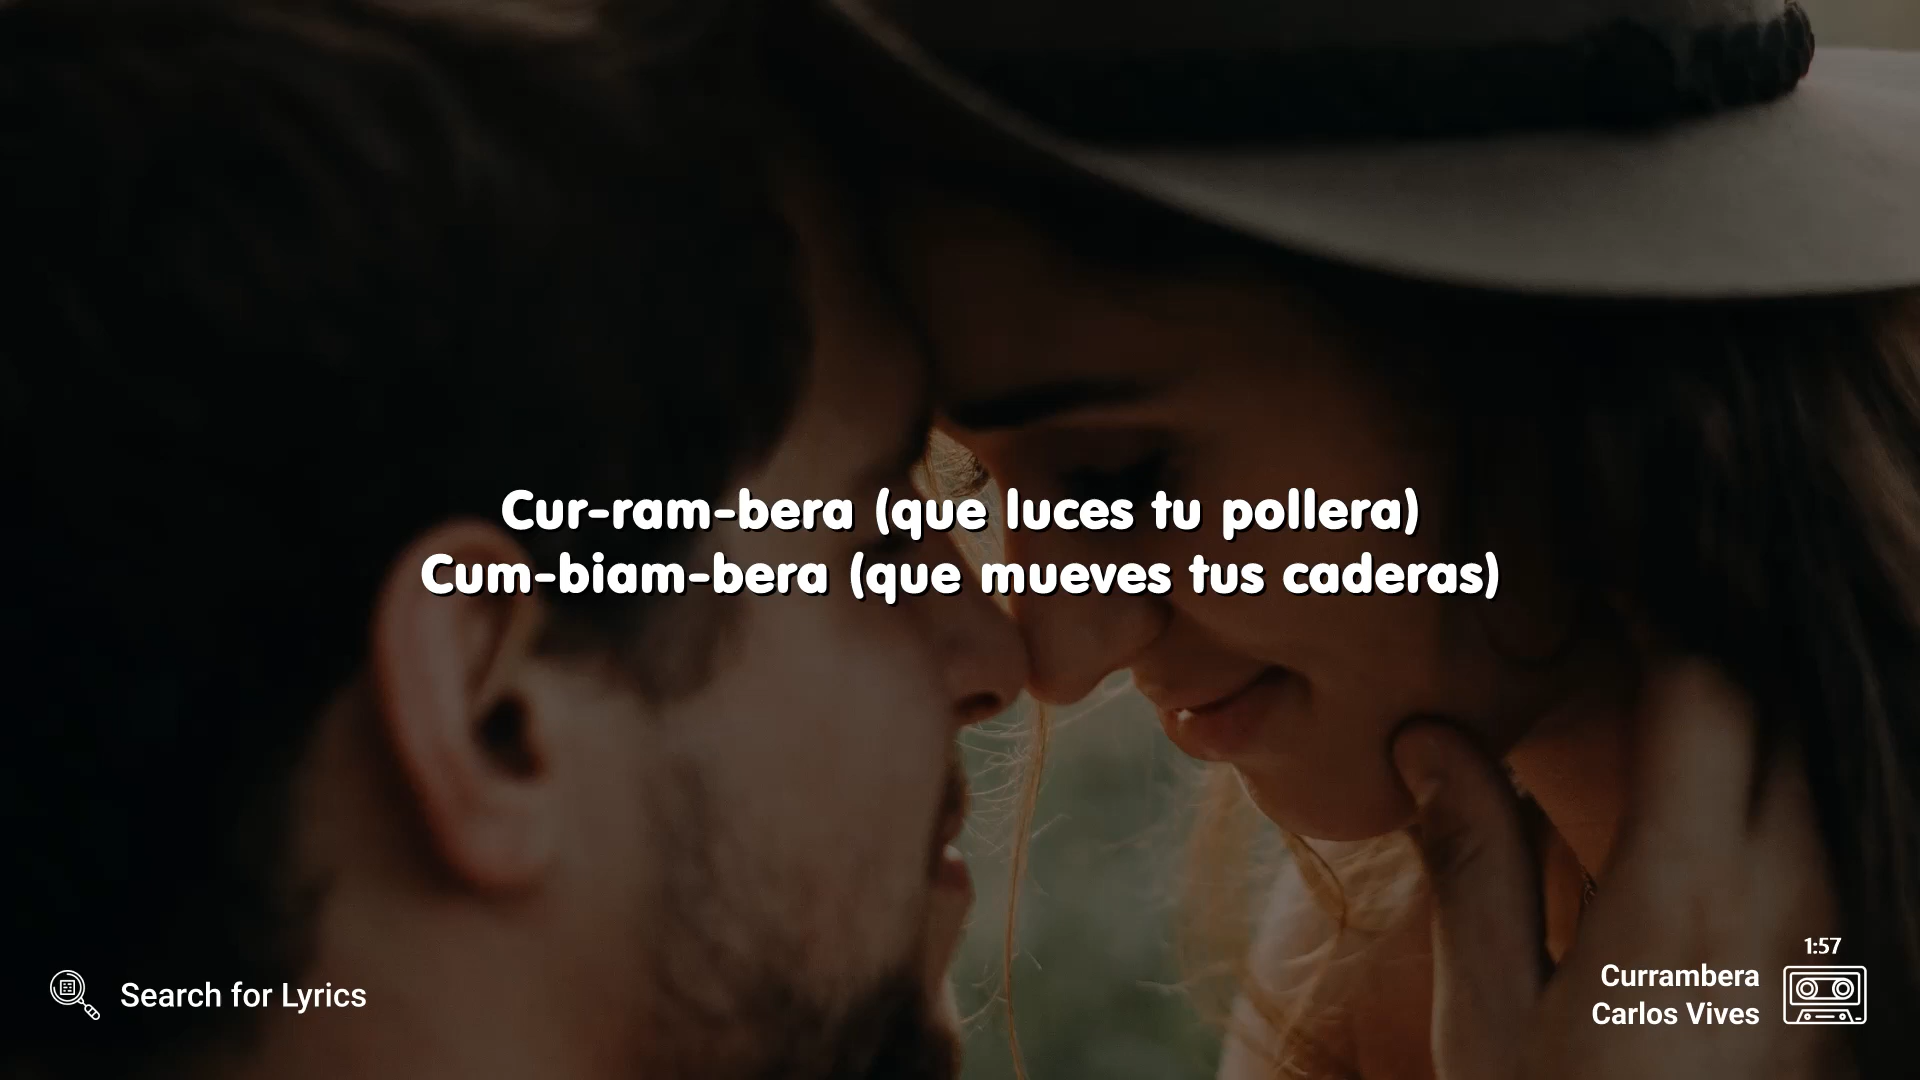 Cur-ram-bera (que luces tu pollera)
Cum-biam-bera (que mueves tus caderas)
Search for Lyrics
1:57
Currambera
Carlos Vives